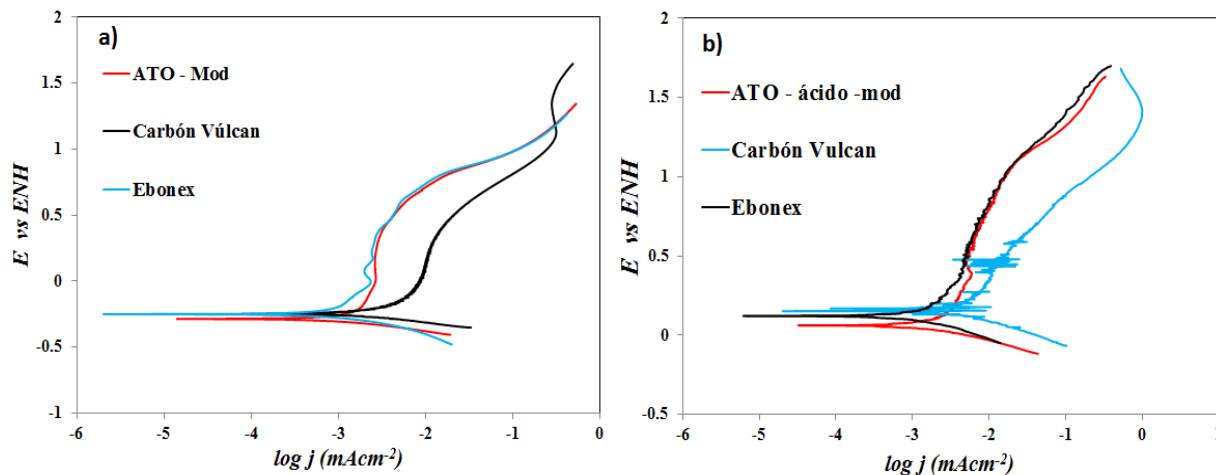 a)
ATO - Mod
Carbón Vúlcan
Ebonex
E vs ENH
2
1.5
1
0.5
0
-0.5
-1
-6 -5 -4 -3 -2 -1 0
log j (mAcm-2)
b)
ATO - ácido -mod
Carbón Vulcan
Ebonex
E vs ENH
2
1.5
1
0.5
0
-0.5
-6 -5 -4 -3 -2 -1 0 1
log j (mAcm-2)